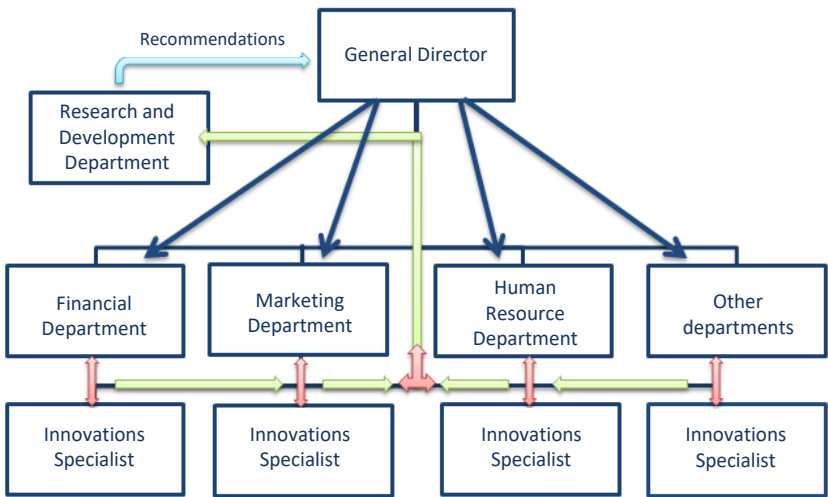 Recommendations
General Director
Research and
Development
Department
Financial
Department
Marketing
Department
Human
Resource
Department
Other
departments
Innovations
Specialist
Innovations
Specialist
Innovations
Specialist
Innovations
Specialist